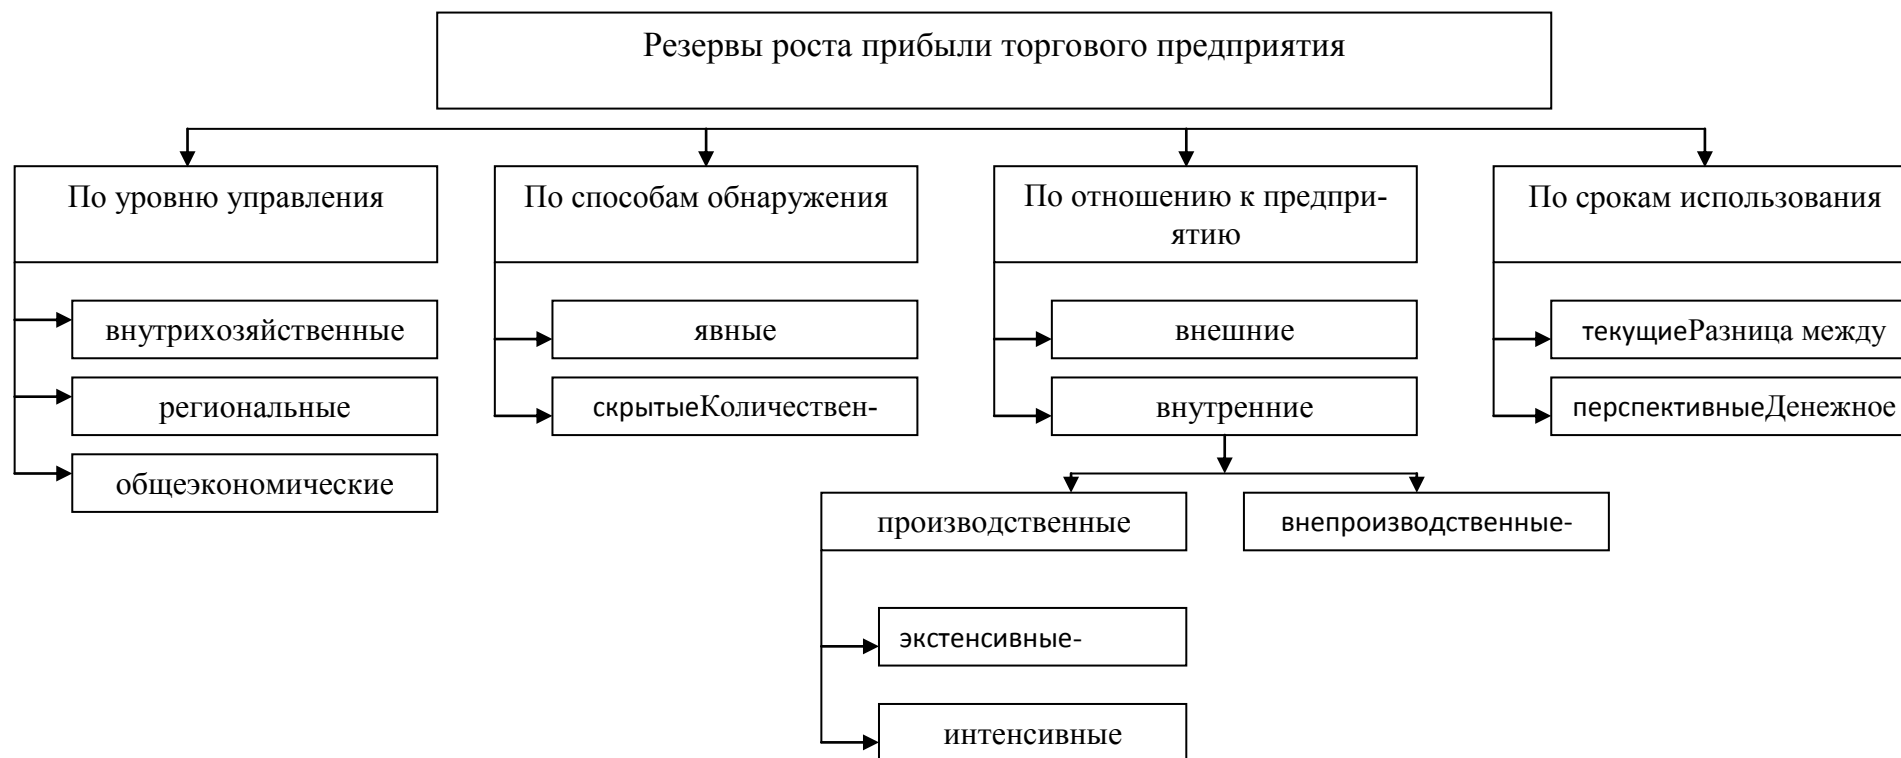 Резервы роста прибыли торгового предприятия
По уровню управления
внутрихозяйственные
региональные
общеэкономические
По способам обнаружения
явные
скрытыеКоличествен-
По отношению к предпри-
ятию
внешние
внутренние
производственные
экстенсивные-
интенсивные
внепроизводственные-
По срокам использования
текущиеРазница между
перспективныеДенежное